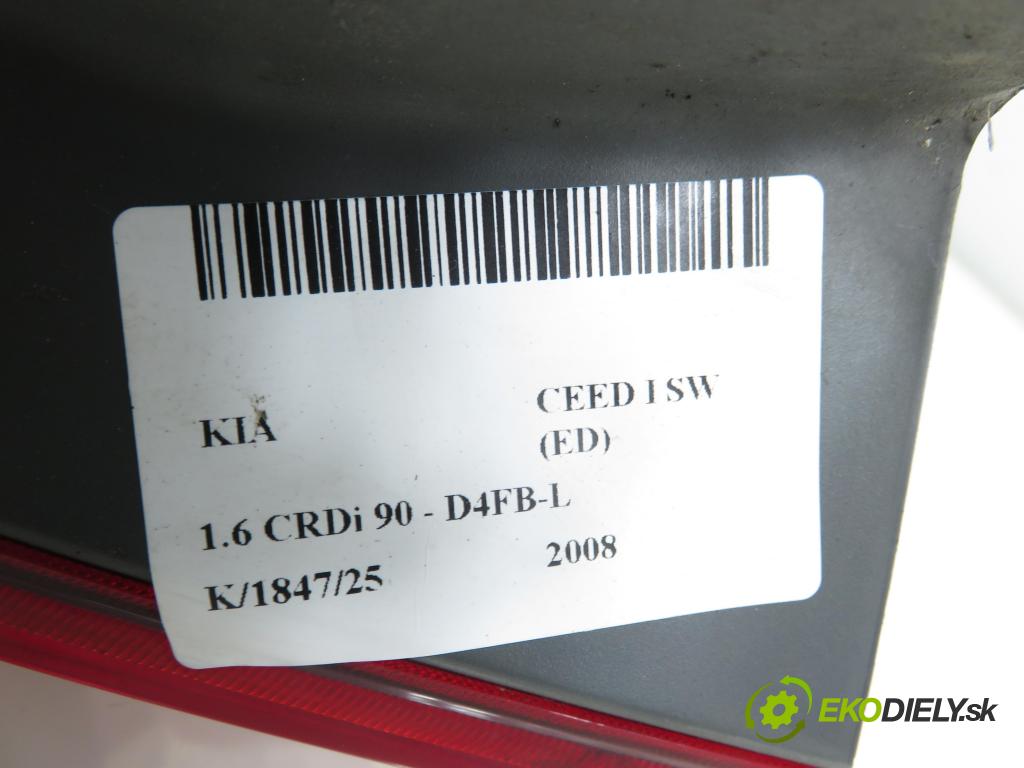 KIA
CEED I SW
(ED)
1.6 CRDi 90 - D4FB-L
K/1847/25
2008
EKODIELY.sk